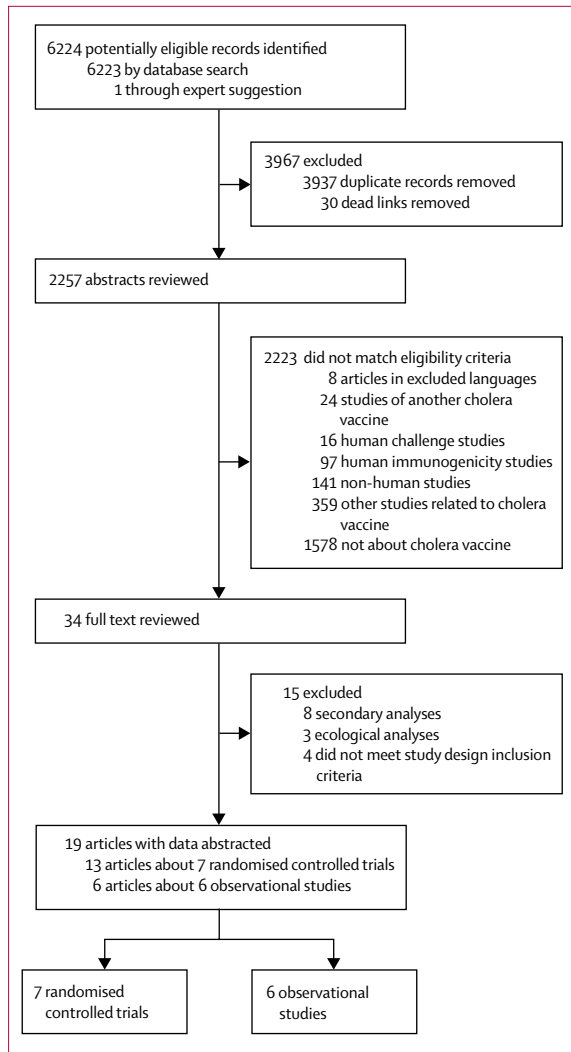 6224 potentially eligible records identified
6223 by database search
1 through expert suggestion
3967 excluded
3937 duplicate records removed
30 dead links removed
2257 abstracts reviewed
2223 did not match eligibility criteria
8 articles in excluded languages
24 studies of another cholera
vaccine
16 human challenge studies
97 human immunogenicity studies
141 non-human studies
359 other studies related to cholera
vaccine
1578 not about cholera vaccine
34 full text reviewed
15 excluded
8 secondary analyses
3 ecological analyses
4 did not meet study design inclusion
criteria
19 articles with data abstracted
13 articles about 7 randomised controlled trials
6 articles about 6 observational studies
7 randomised
controlled trials
6 observational
studies